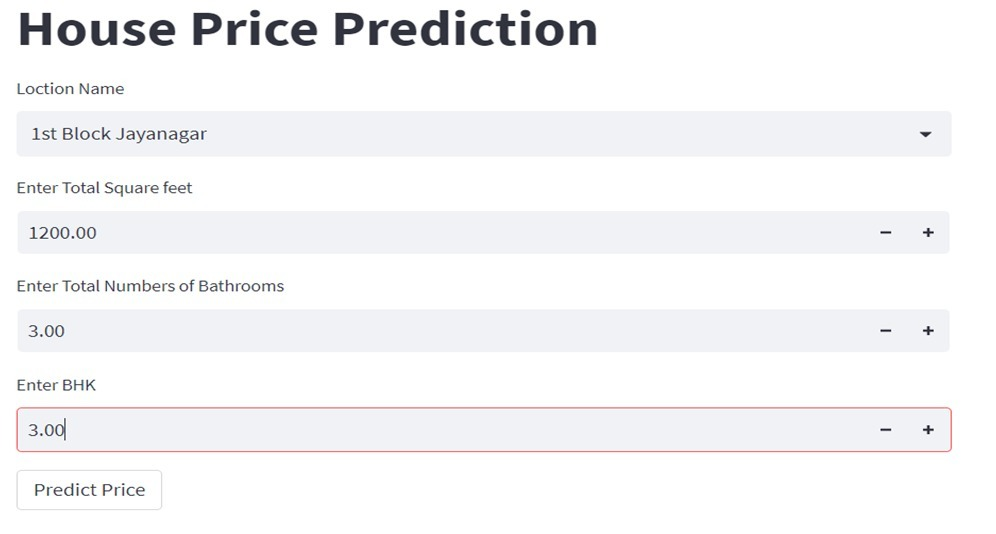 House Price Prediction
Loction Name
1st Block Jayanagar
Enter Total Square feet
1200.00
Enter Total Numbers of Bathrooms
3.00
Enter BHK
3.00
Predict Price